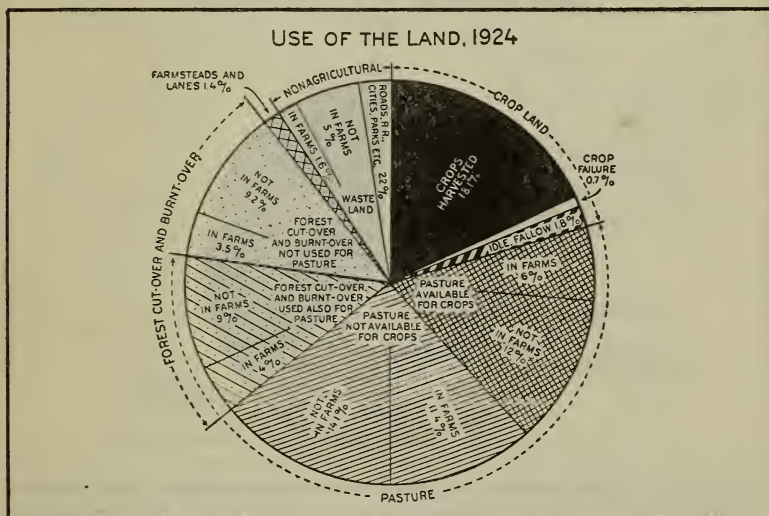 USE OF THE LAND, 1924
FARMSTEADS AND
LANES 1.4%
NONAGRICULTURAL
IN FARMS 1.6%
NOT
IN FARMS
5%
WASTE
LAND
ROADS, R.R.,
CITIES, PARKS ETC. 2.2%
CROP LAND
CROPS
HARVESTED
18.1%
CROP
FAILURE
0.7%
IDLE, FALLOW 1.8%
PASTURE
AVAILABLE
FOR CROPS
IN FARMS
6%
NOT
IN FARMS
12%
PASTURE
NOT AVAILABLE
FOR CROPS
IN FARMS
11.4%
NOT
IN FARMS
14.1%
PASTURE
FOREST CUT-OVER AND BURNT-OVER
FOREST CUT-OVER,
AND BURNT-OVER
USED ALSO FOR
PASTURE
IN FARMS
4%
NOT
IN FARMS
9%
FOREST
CUT-OVER
AND BURNT-OVER
NOT USED FOR
PASTURE
IN FARMS
3.5%
NOT
IN FARMS
9.2%